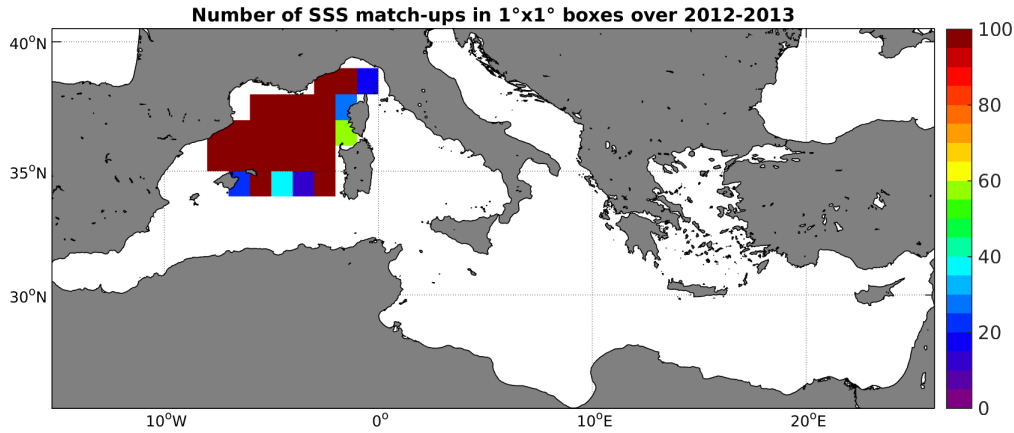 Number of SSS match-ups in 1°x1° boxes over 2012-2013
40°N
35°N
30°N
10°W
0°
10°E
20°E
100
80
60
40
20
0